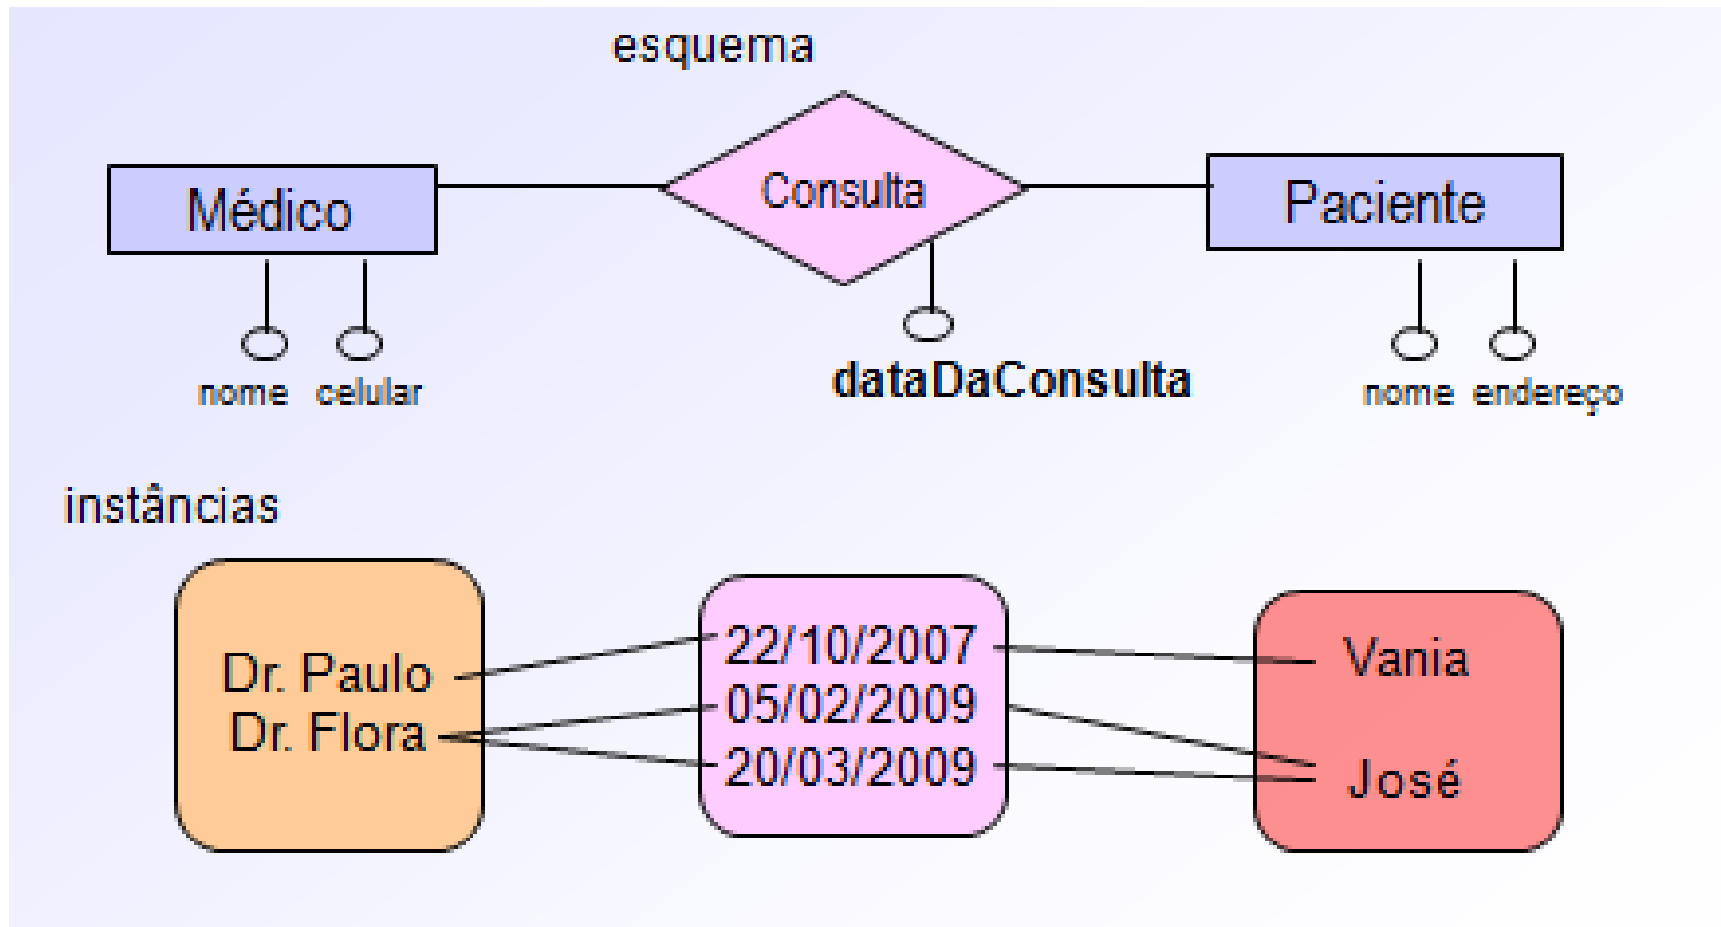 esquema
Médico
Consulta
Paciente
nome celular
dataDaConsulta
nome endereço
instâncias
Dr. Paulo
Dr. Flora
22/10/2007
05/02/2009
20/03/2009
Vania
José